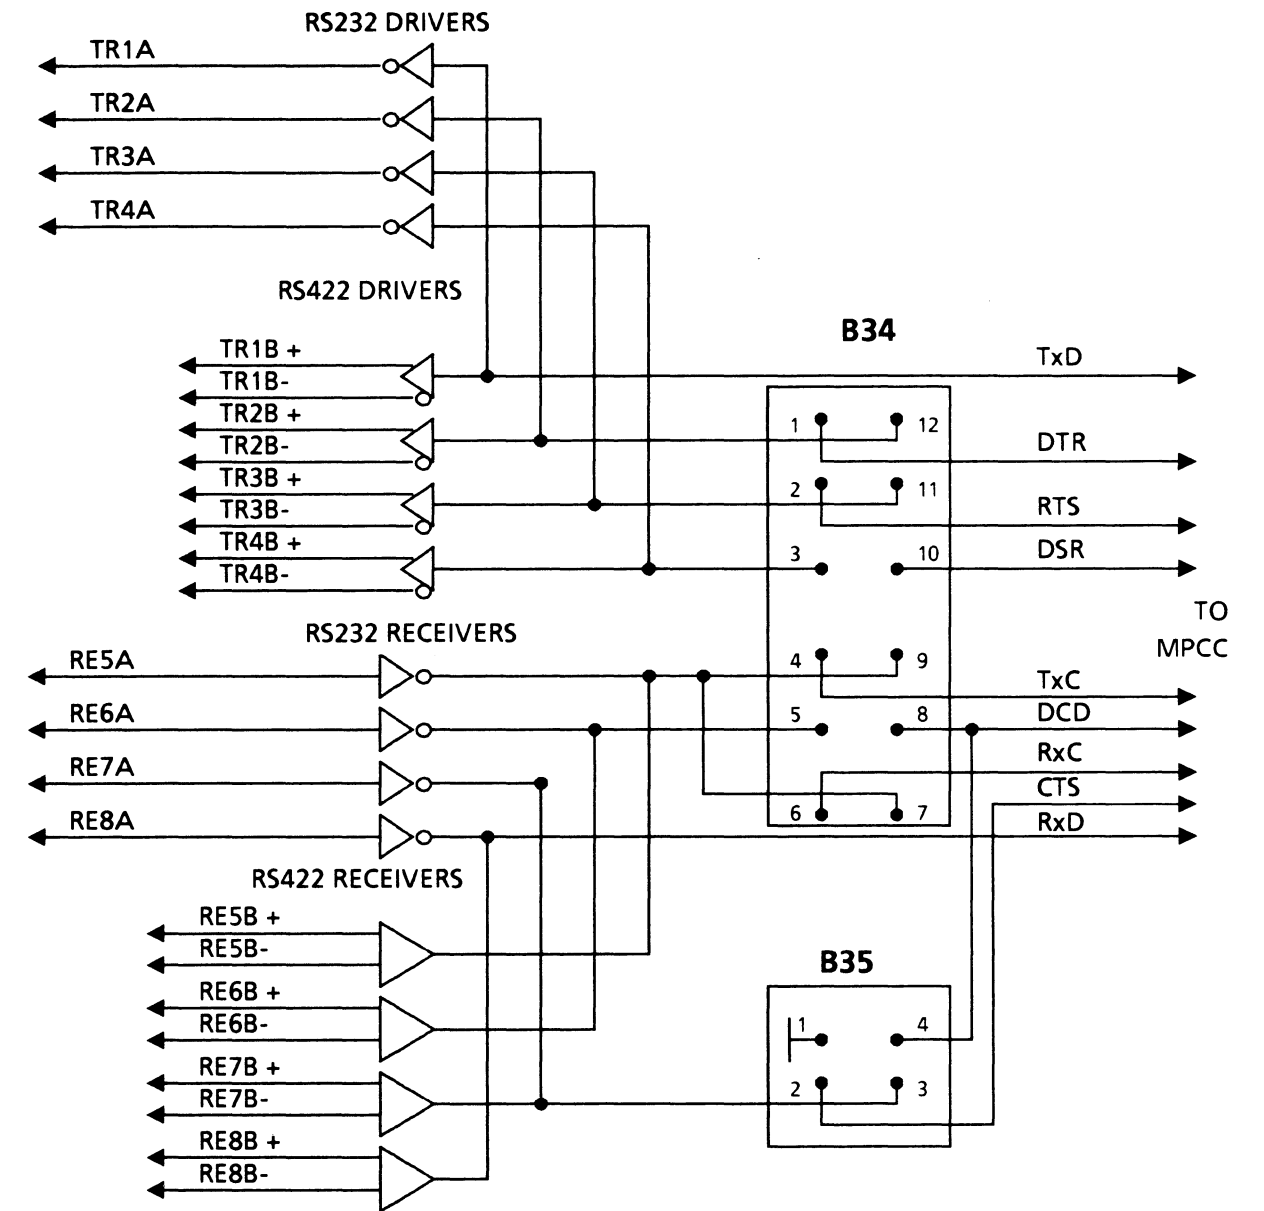 RS232 DRIVERS
TR1A
TR2A
TR3A
TR4A
RS422 DRIVERS
B34
TR1B +
TxD
TR1B-
TR2B +
1 12
DTR
TR2B-
TR3B +
2 11
RTS
TR3B-
TR4B +
3 10
DSR
TR4B-
TO
MPCC
RS232 RECEIVERS
RE5A
4 9
TxC
RE6A
5 8
DCD
RxC
RE7A
CTS
6 7
RE8A
RxD
RS422 RECEIVERS
RE5B +
RE5B-
B35
RE6B +
RE6B-
1 4
RE7B +
RE7B-
2 3
RE8B +
RE8B-